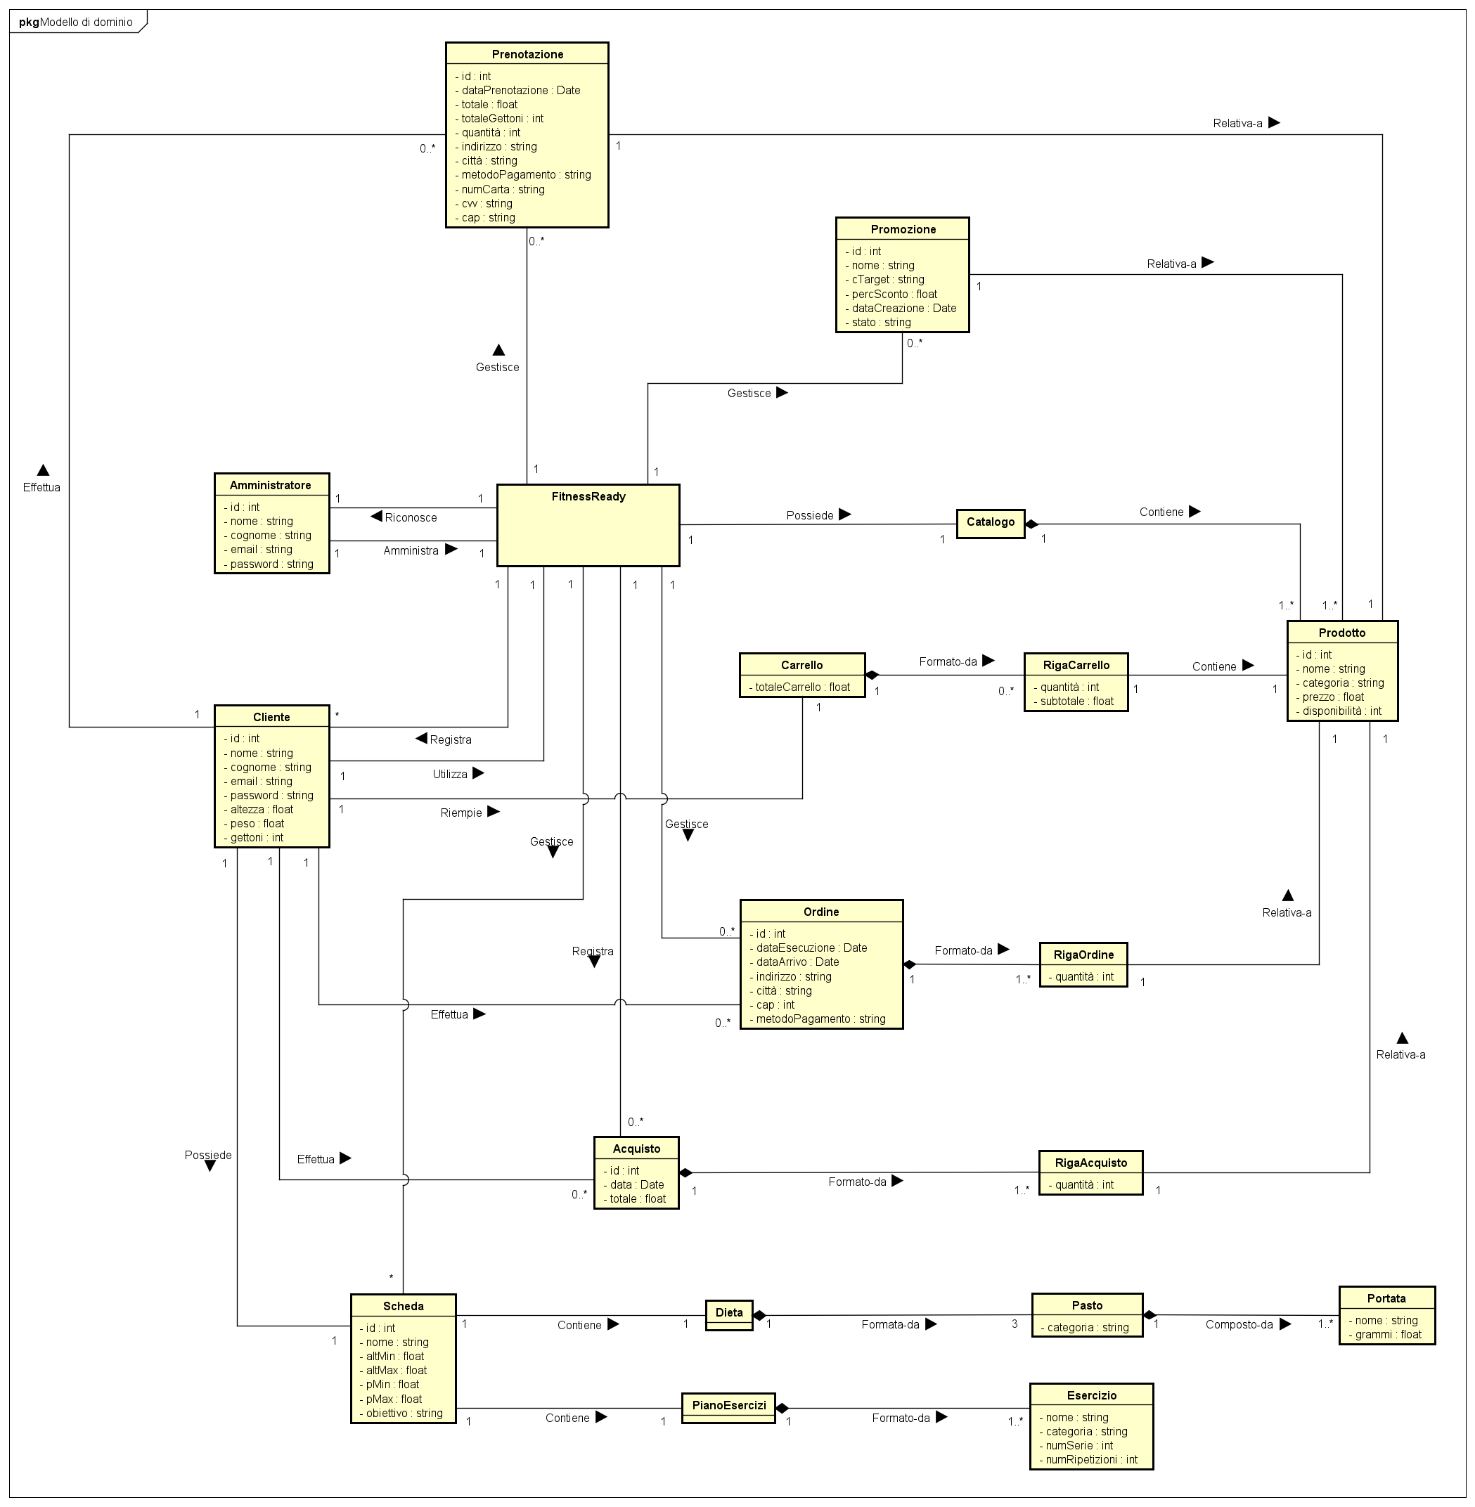 pkg Modello di dominio
Prenotazione
- id : int
- dataPrenotazione : Date
- totale : float
- totaleGettoni : int
- quantità : int
- indirizzo : string
- città : string
- metodoPagamento : string
- numCarta : string
- cvv : string
- cap : string
0..*
1
Relativa-a ►
0..*
Promozione
- id : int
- nome : string
- cTarget : string
- percSconto : float
- dataCreazione : Date
- stato : string
Relativa-a ►
1
0..*
▲
Gestisce
Gestisce ►
▲
Effettua
1
1
Amministratore
- id : int
- nome : string
- cognome : string
- email : string
- password : string
1
1
◄ Riconosce
Amministra ►
1
1
FitnessReady
Possiede ►
1
1
Catalogo
Contiene ►
1
1
1
1
1
1
1..*
1..*
1
Prodotto
- id : int
- nome : string
- categoria : string
- prezzo : float
- disponibilità : int
Carrello
- totaleCarrello : float
Formato-da ►
1
0..*
RigaCarrello
- quantità : int
- subtotale : float
Contiene ►
1
1
1
1
1
1
*
Cliente
- id : int
- nome : string
- cognome : string
- email : string
- password : string
- altezza : float
- peso : float
- gettoni : int
◄ Registra
Utilizza ►
1
1
Riempie ►
Gestisce
▼
Gestisce
▼
1
1
1
Ordine
- id : int
- dataEsecuzione : Date
- dataArrivo : Date
- indirizzo : string
- città : string
- cap : int
- metodoPagamento : string
0..*
Formato-da ►
1
1..*
RigaOrdine
- quantità : int
1
▲
Relativa-a
Registra
▼
Effettua ►
0..*
▲
Relativa-a
0..*
Possiede
▼
Effettua ►
0..*
Acquisto
- id : int
- data : Date
- totale : float
1
Formato-da ►
1..*
RigaAcquisto
- quantità : int
1
*
1
Scheda
- id : int
- nome : string
- altMin : float
- altMax : float
- pMin : float
- pMax : float
- obiettivo : string
1
Contiene ►
1
Dieta
1
Formata-da ►
3
Pasto
- categoria : string
1
Composto-da ►
1..*
Portata
- nome : string
- grammi : float
1
Contiene ►
1
PianoEsercizi
1
Formato-da ►
1..*
Esercizio
- nome : string
- categoria : string
- numSerie : int
- numRipetizioni : int